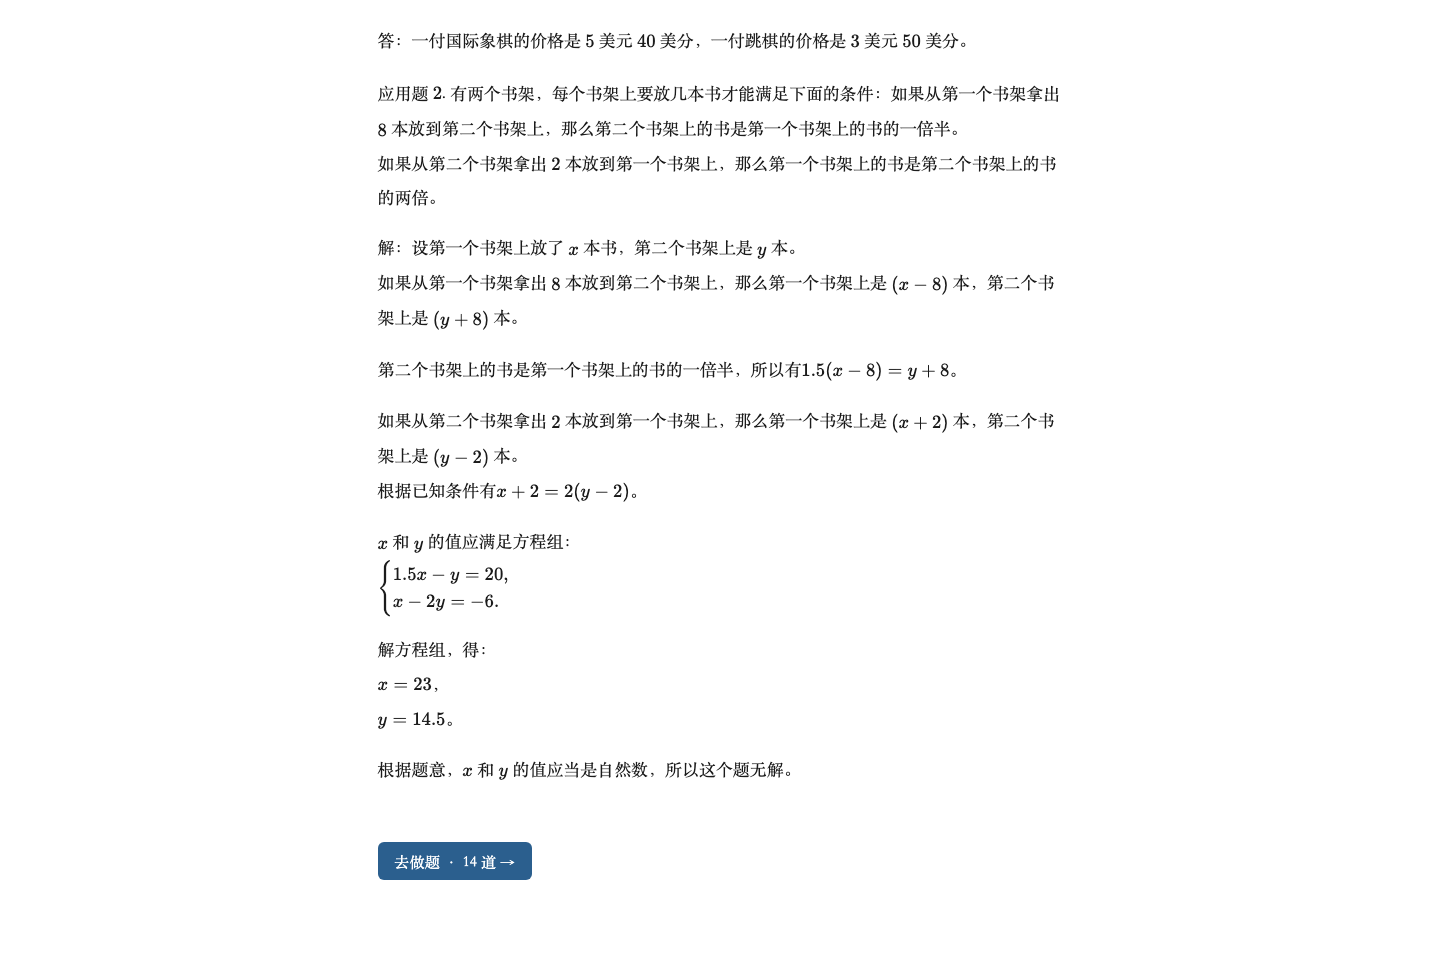 答：一付国际象棋的价格是 5 美元 40 美分，一付跳棋的价格是 3 美元 50 美分。
应用题 2. 有两个书架，每个书架上要放几本书才能满足下面的条件：如果从第一个书架拿出
8 本放到第二个书架上，那么第二个书架上的书是第一个书架上的书的一倍半。
如果从第二个书架拿出 2 本放到第一个书架上，那么第一个书架上的书是第二个书架上的书
的两倍。
解：设第一个书架上放了 x 本书，第二个书架上是 y 本。
如果从第一个书架拿出 8 本放到第二个书架上，那么第一个书架上是 (x − 8) 本，第二个书
架上是 (y + 8) 本。
第二个书架上的书是第一个书架上的书的一倍半，所以有1.5(x − 8) = y + 8。
如果从第二个书架拿出 2 本放到第一个书架上，那么第一个书架上是 (x + 2) 本，第二个书
架上是 (y − 2) 本。
根据已知条件有x + 2 = 2(y − 2)。
x 和 y 的值应满足方程组：
1.5x − y = 20,
x − 2y = −6.
解方程组，得：
x = 23，
y = 14.5。
根据题意，x 和 y 的值应当是自然数，所以这个题无解。
去做题 · 14 道 →